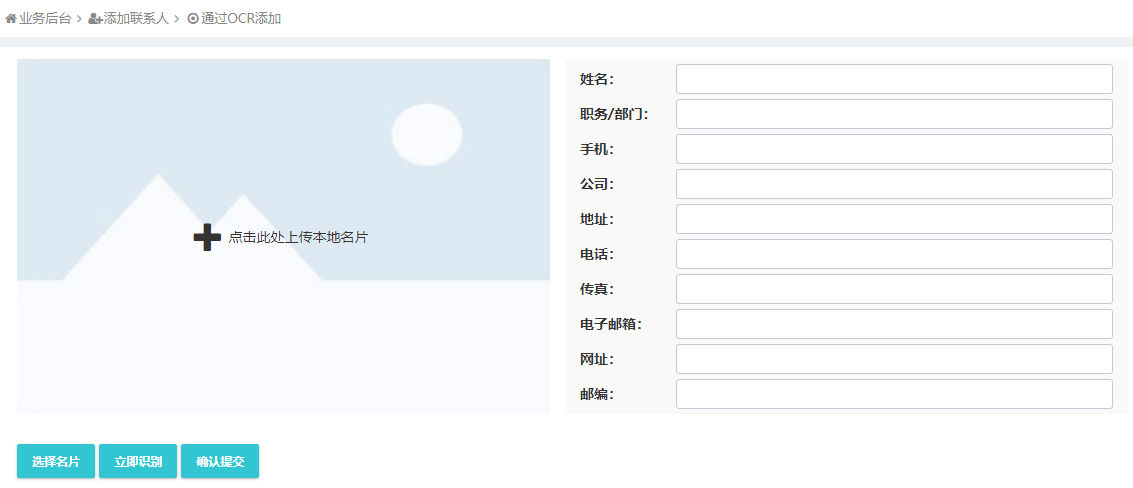 业务后台 > 添加联系人 > 通过OCR添加
点击此处上传本地名片
姓名：
职务/部门：
手机：
公司：
地址：
电话：
传真：
电子邮箱：
网址：
邮编：
选择名片 立即识别 确认提交